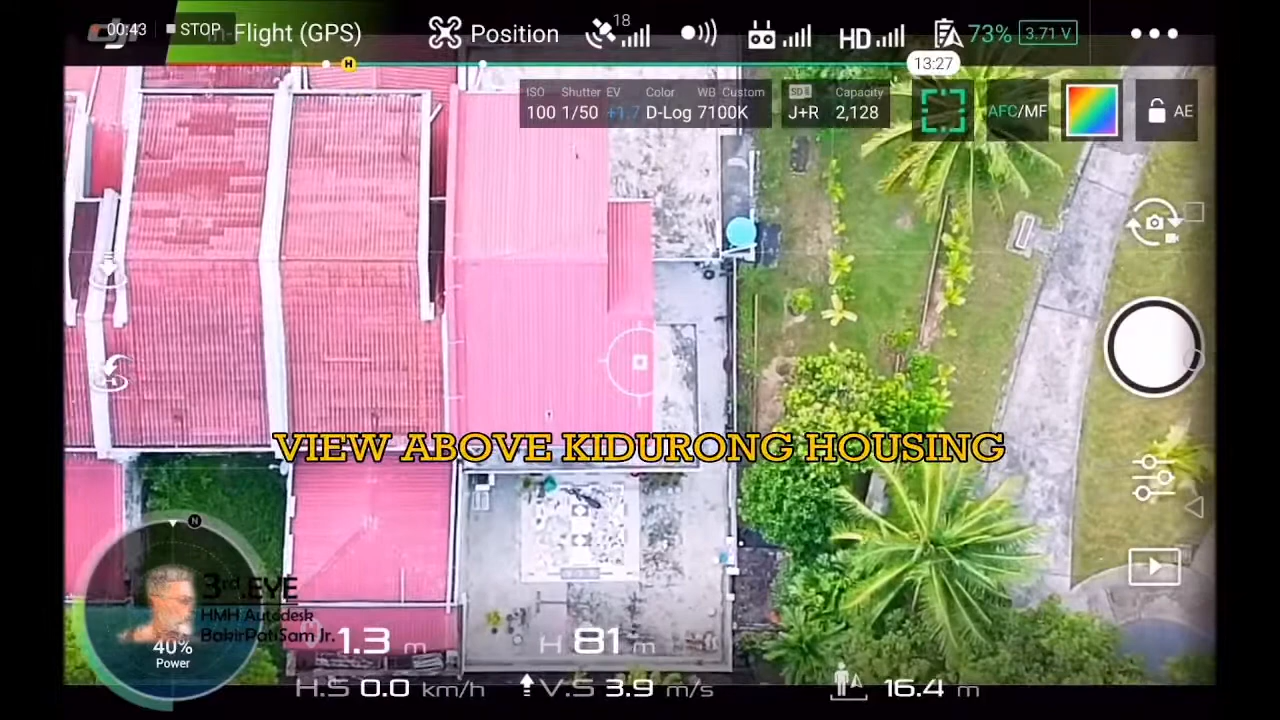 00:43 STOP
In-Flight (GPS)
Position
18
HD
73% 3.71 V
H
13:27
ISO Shutter EV Color WB Custom
100 1/50 +1.7 D-Log 7100K
SD Capacity
J+R 2,128
AFC/MF
AE
VIEW ABOVE KIDURONG HOUSING
N
3rd.EYE
HMH Autodesk
BakirPatiSam Jr.
40%
Power
1.3 m
H 81 m
H.S 0.0 km/h
V.S 3.9 m/s
16.4 m